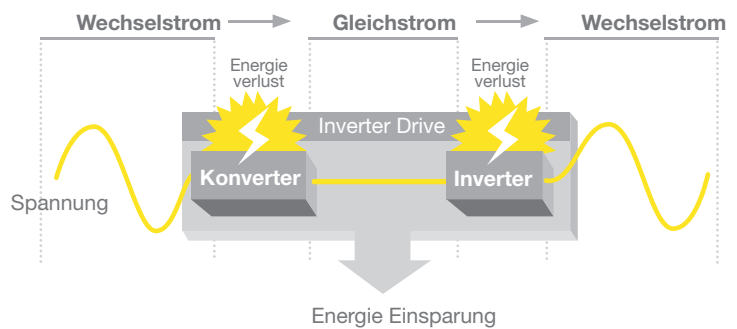 Wechselstrom
Gleichstrom
Wechselstrom
Energie
verlust
Energie
verlust
Inverter Drive
Konverter
Inverter
Spannung
Energie Einsparung